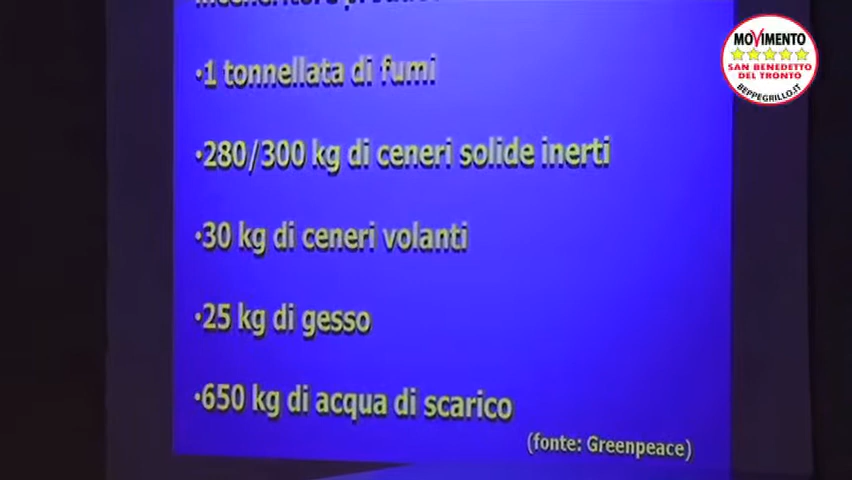 •1 tonnellata di fumi
•280/300 kg di ceneri solide inerti
•30 kg di ceneri volanti
•25 kg di gesso
•650 kg di acqua di scarico
(fonte: Greenpeace)
MOVIMENTO
SAN BENEDETTO
DEL TRONTO
BEPPEGRILLO.IT